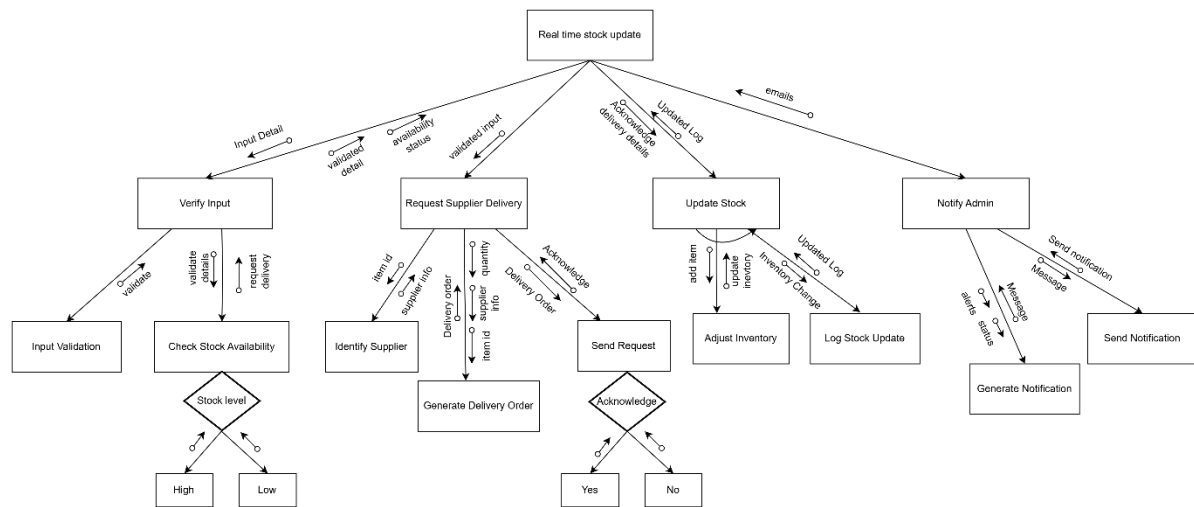 Real time stock update
emails
Input Detail
validated
detail
availability
status
validated input
Acknowledge
delivery details
Updated Log
Verify Input
Request Supplier Delivery
Update Stock
Notify Admin
validate
validate
details
request
delivery
item id
supplier info
Delivery order
quantity
supplier
info
item id
Acknowledge
Delivery Order
add item
update
inevtory
Updated Log
Inventory Change
alerts
status
Message
Send notification
Message
Input Validation
Check Stock Availability
Identify Supplier
Send Request
Adjust Inventory
Log Stock Update
Send Notification
Generate Delivery Order
Generate Notification
Stock level
Acknowledge
High
Low
Yes
No